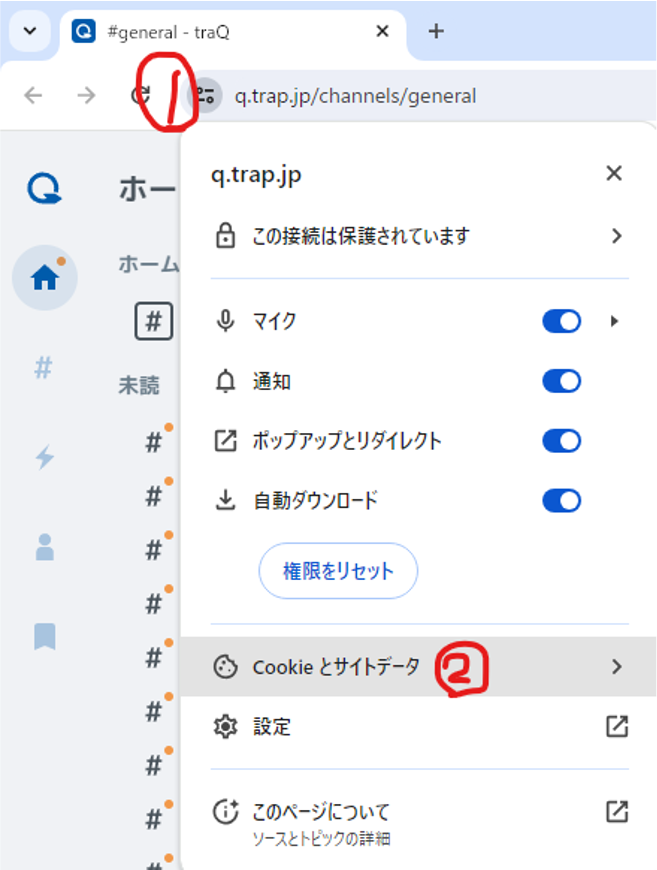 #general - traQ
1
q.trap.jp/channels/general
q.trap.jp
この接続は保護されています
マイク
通知
ポップアップとリダイレクト
自動ダウンロード
権限をリセット
Cookie とサイトデータ
2
設定
このページについて
ソースとトピックの詳細
ホー
ホーム
#
未読
#
#
#
#
#
#
#
#
#
#